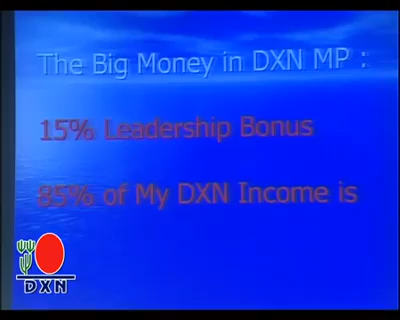 The Big Money in DXN MP :
15% Leadership Bonus
85% of My DXN Income is
DXN